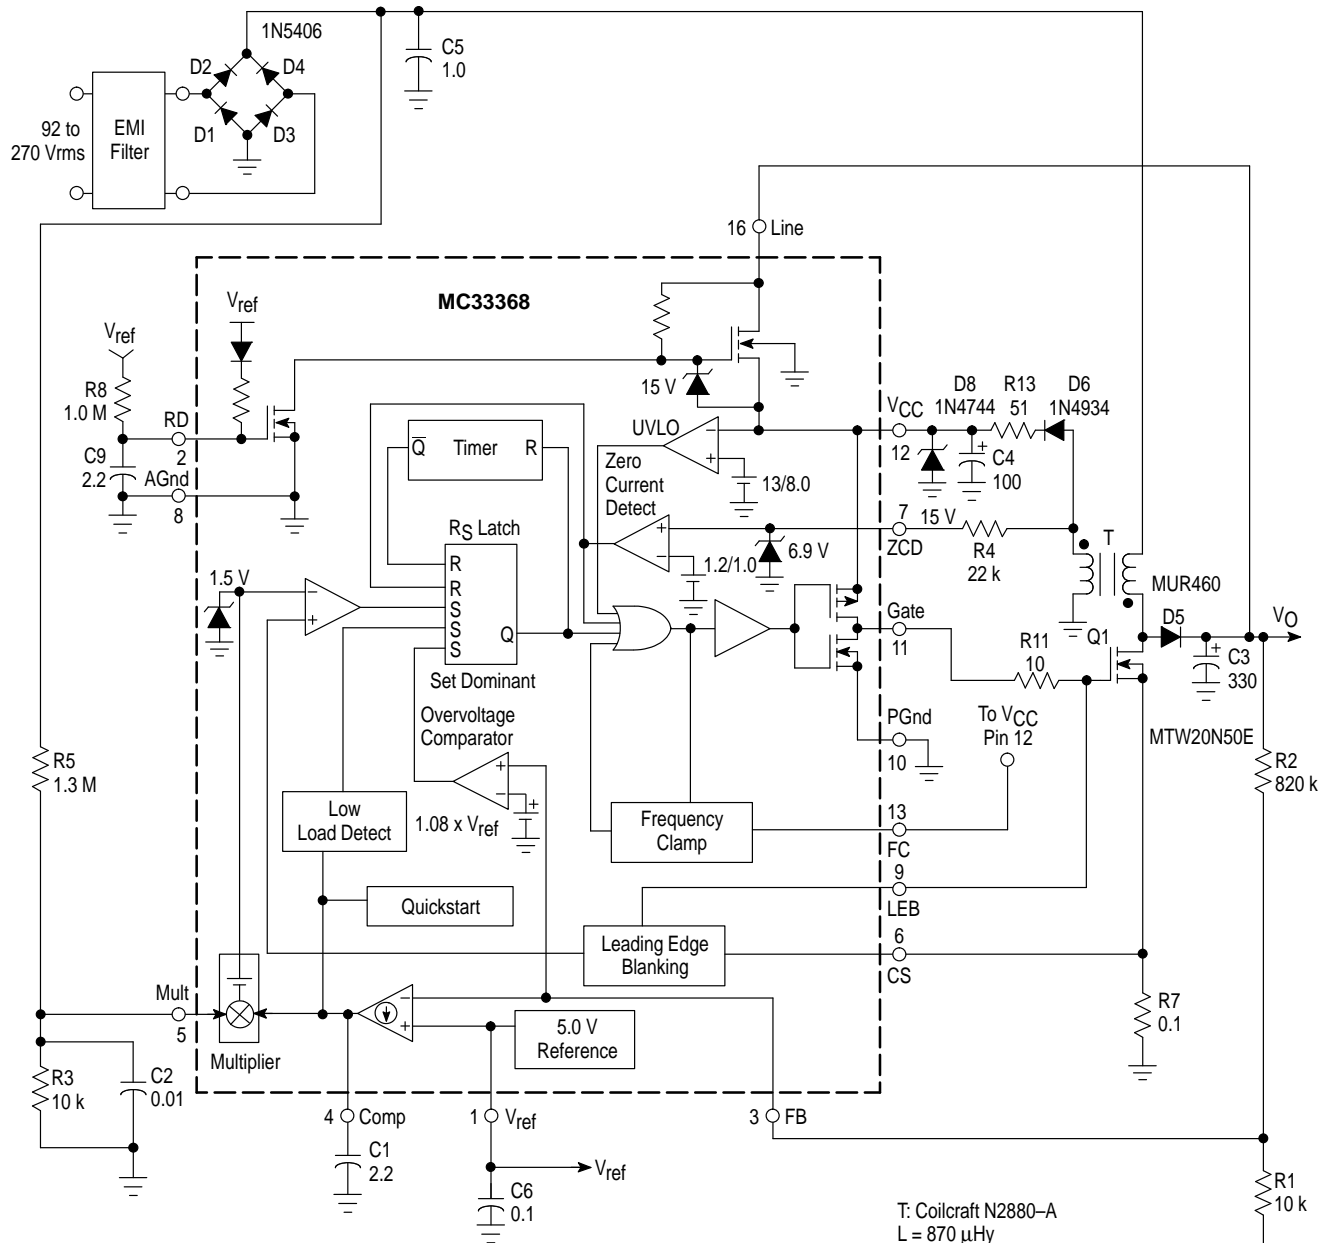 1N5406
C5
1.0
D2
D4
D1
D3
92 to
270 Vrms
EMI
Filter
16
Line
MC33368
Vref
Vref
R8
1.0 M
RD
2
C9
2.2
AGnd
8
15 V
VCC
12
D8
1N4744
R13
51
D6
1N4934
C4
100
+
UVLO
–
+
13/8.0
Q
Timer
R
Zero
Current
Detect
+
–
1.2/1.0
6.9 V
7
ZCD
15 V
R4
22 k
T
MUR460
RS Latch
R
R
S
S
S
Q
Set Dominant
1.5 V
–
+
Gate
11
R11
10
Q1
D5
VO
+
C3
330
MTW20N50E
PGnd
10
To VCC
Pin 12
R2
820 k
R5
1.3 M
Overvoltage
Comparator
+
–
+
1.08 x Vref
Low
Load Detect
Frequency
Clamp
13
FC
Quickstart
9
LEB
Leading Edge
Blanking
6
CS
R7
0.1
Mult
5
Multiplier
–
+
5.0 V
Reference
R3
10 k
C2
0.01
4
Comp
C1
2.2
1
Vref
Vref
C6
0.1
3
FB
R1
10 k
T: Coilcraft N2880–A
L = 870 µHy